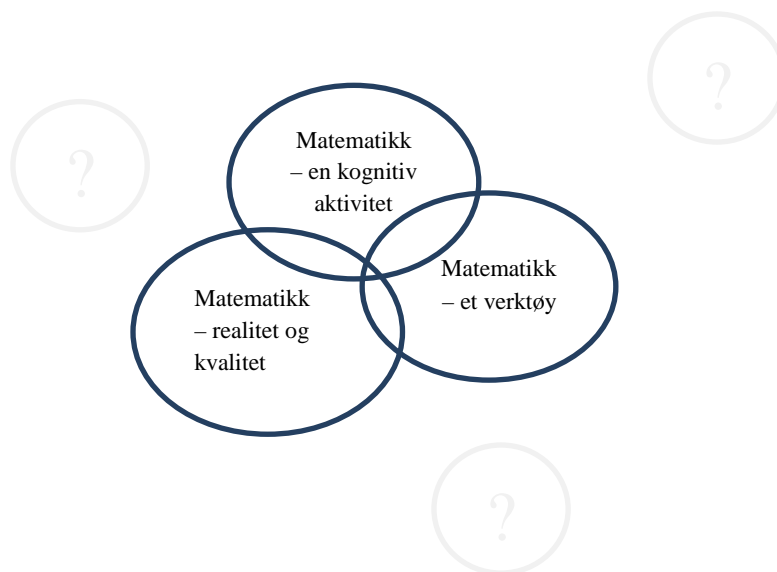 ?
?
Matematikk
– en kognitiv
aktivitet
Matematikk
– et verktøy
Matematikk
– realitet og
kvalitet
?